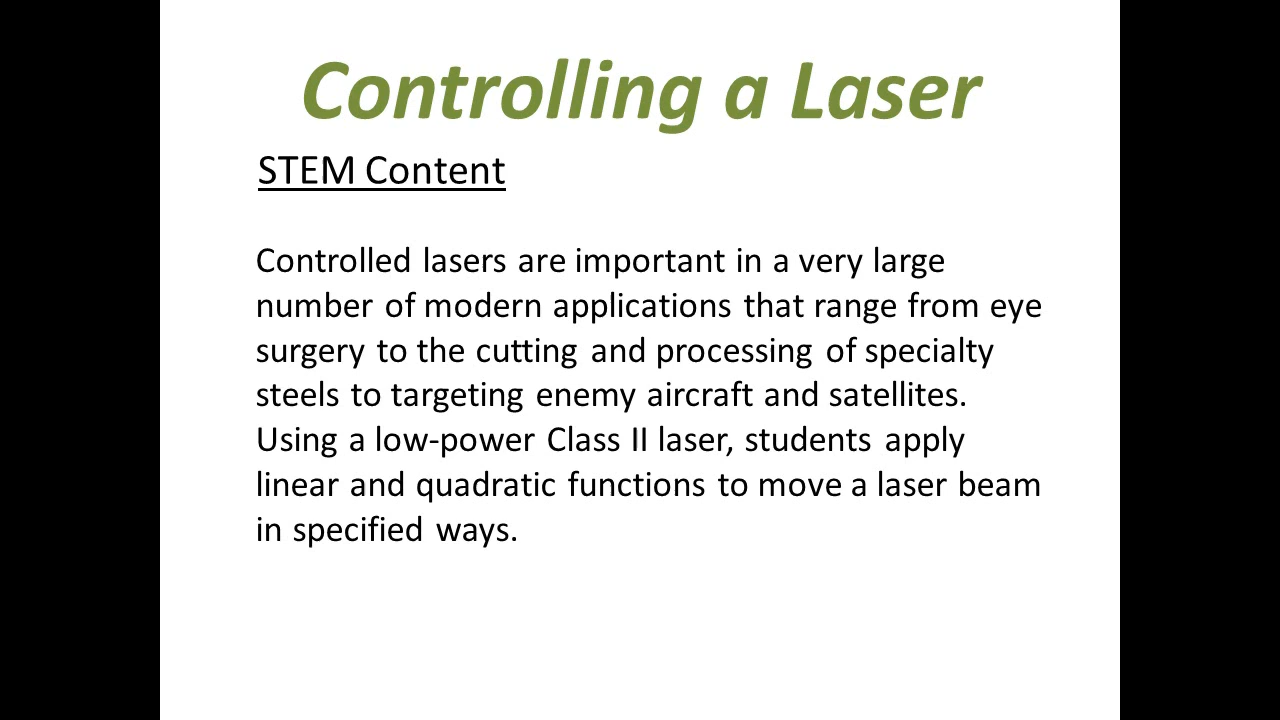 Controlling a Laser
STEM Content
Controlled lasers are important in a very large
number of modern applications that range from eye
surgery to the cutting and processing of specialty
steels to targeting enemy aircraft and satellites.
Using a low-power Class II laser, students apply
linear and quadratic functions to move a laser beam
in specified ways.